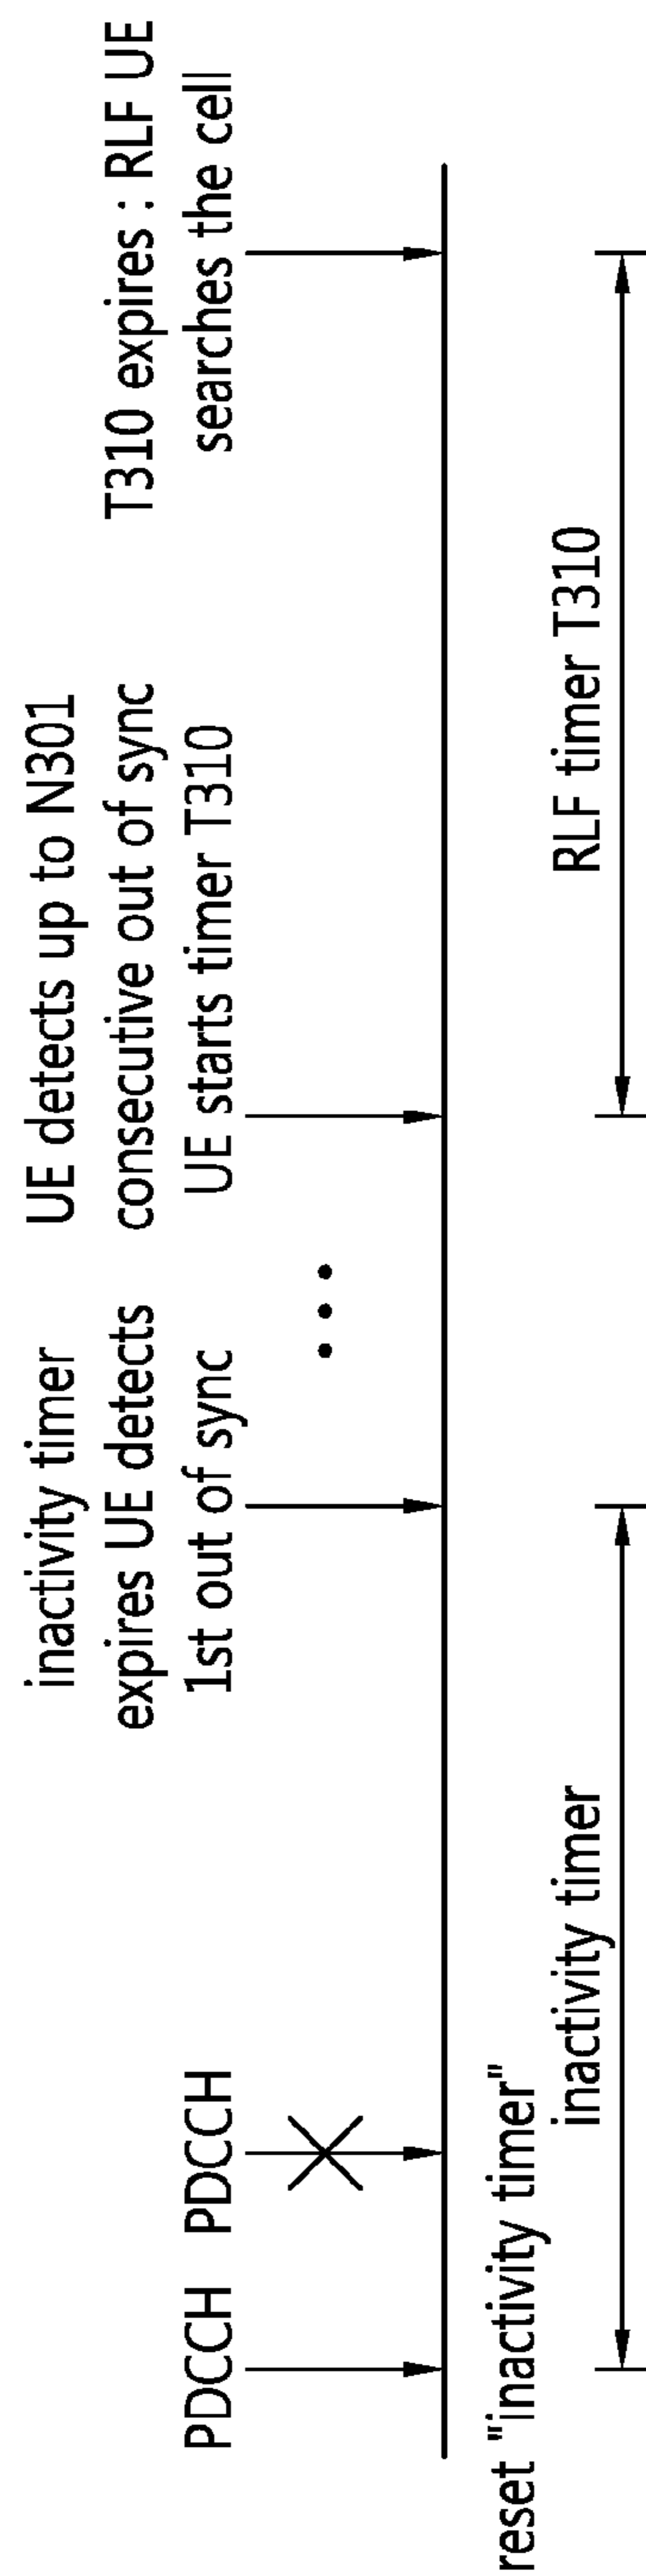 PDCCH
PDCCH
inactivity timer
expires UE detects
1st out of sync
UE detects up to N301
consecutive out of sync
UE starts timer T310
T310 expires : RLF UE
searches the cell
reset "inactivity timer"
inactivity timer
RLF timer T310